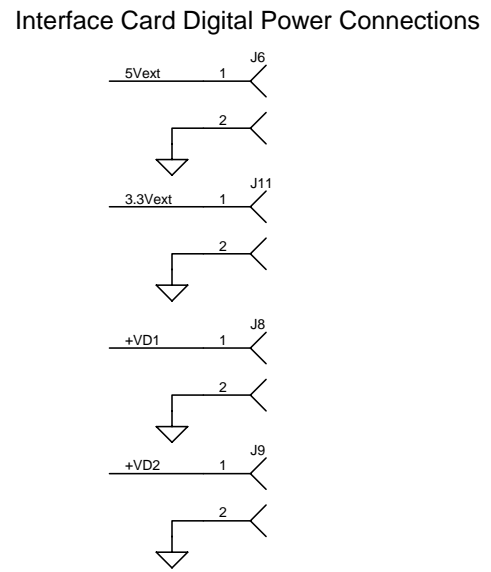 Interface Card Digital Power Connections
J6
5Vext 1
2
J11
3.3Vext 1
2
J8
+VD1 1
2
J9
+VD2 1
2